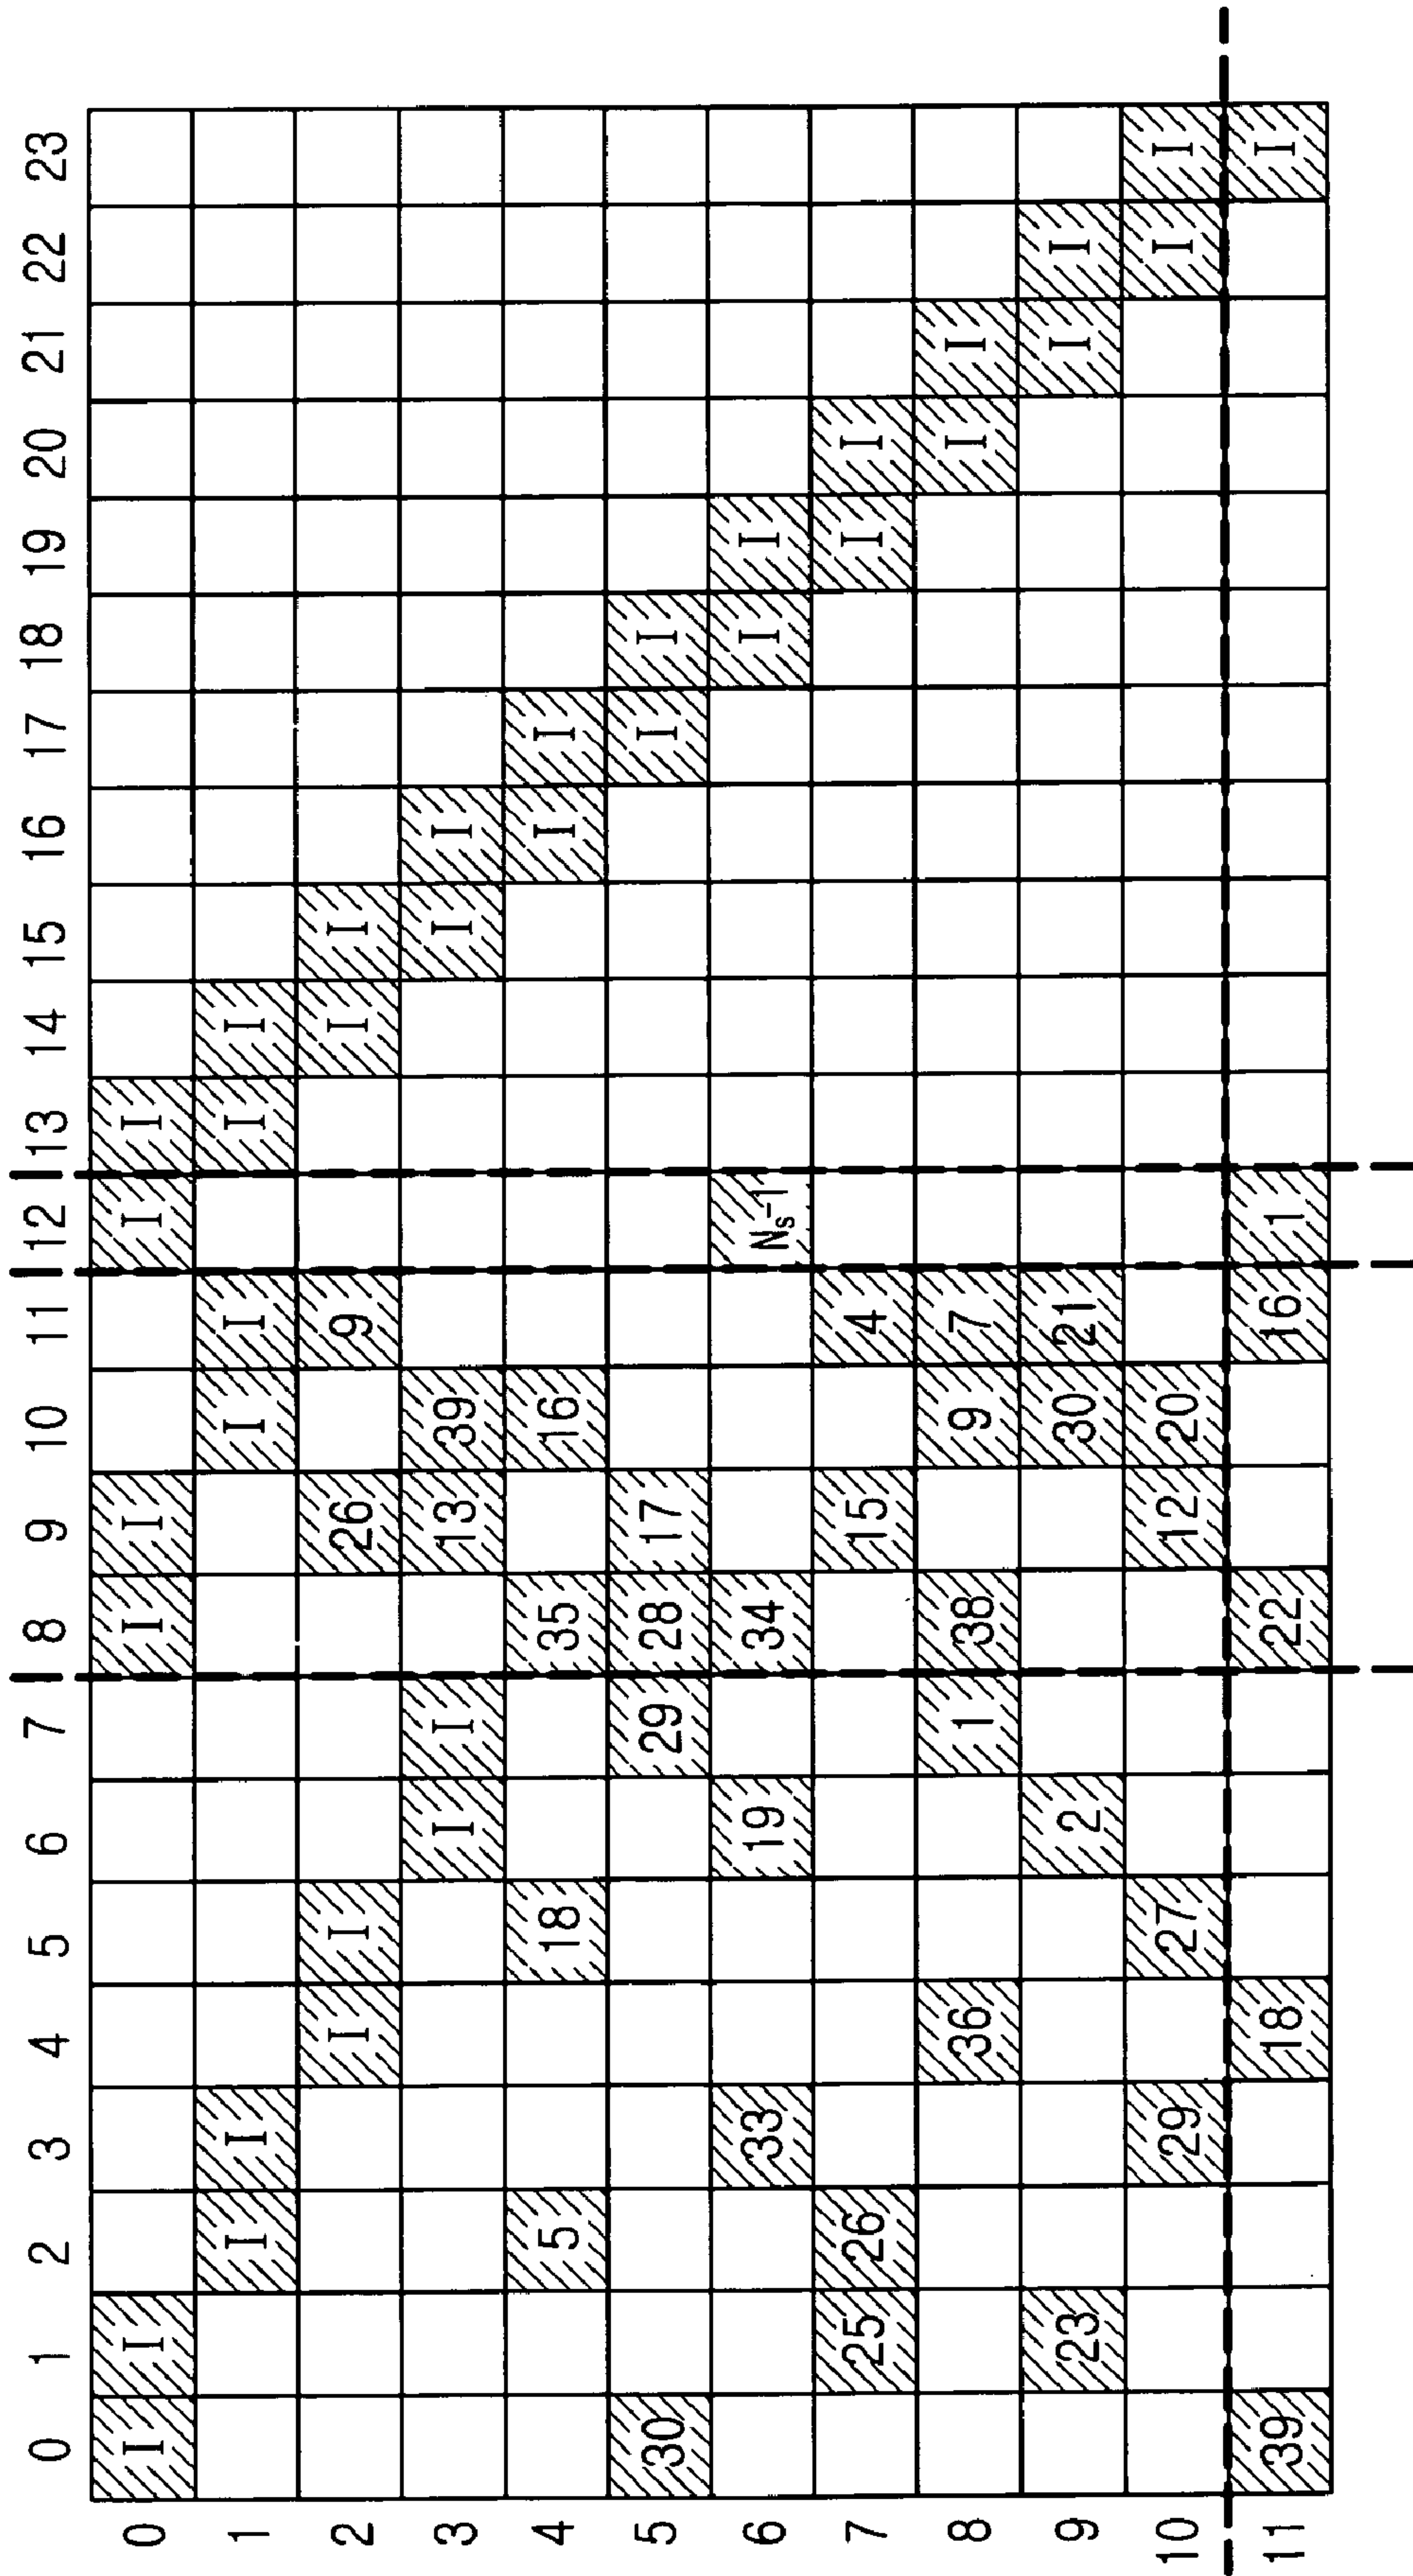 0 1 2 3 4 5 6 7 8 9 10 11 12 13 14 15 16 17 18 19 20 21 22 23
0 I I I I I I
1 I I I I I I
2 I I 26 9 I I
3 I I 13 39 I I
4 5 18 35 16 I I
5 30 29 28 17 I I
6 33 19 34 Ns-1 I I
7 25 26 15 4 I I
8 36 1 38 9 7 I I
9 23 2 30 21 I I
10 29 27 12 20 I I
11 39 18 22 16 1 I